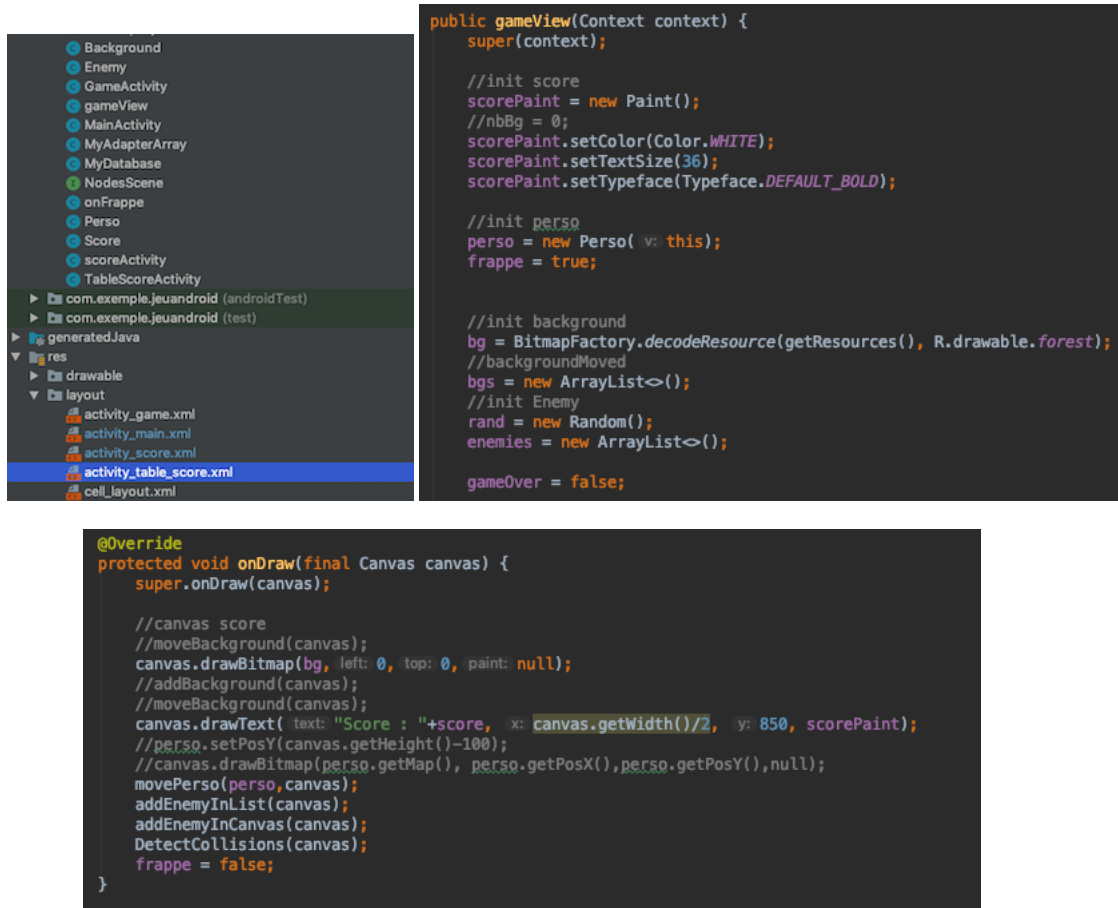 Background
Enemy
GameActivity
gameView
MainActivity
MyAdapterArray
MyDatabase
NodesScene
onFrappe
Perso
Score
scoreActivity
TableScoreActivity
com.exemple.jeuandroid (androidTest)
com.exemple.jeuandroid (test)
generatedJava
res
drawable
layout
activity_game.xml
activity_main.xml
activity_score.xml
activity_table_score.xml
cell_layout.xml
public gameView(Context context) {
super(context);
//init score
scorePaint = new Paint();
//nbBg = 0;
scorePaint.setColor(Color.WHITE);
scorePaint.setTextSize(36);
scorePaint.setTypeface(Typeface.DEFAULT_BOLD);
//init perso
perso = new Perso( v: this);
frappe = true;
//init background
bg = BitmapFactory.decodeResource(getResources(), R.drawable.forest);
//backgroundMoved
bgs = new ArrayList<>();
//init Enemy
rand = new Random();
enemies = new ArrayList<>();
gameOver = false;
@Override
protected void onDraw(final Canvas canvas) {
super.onDraw(canvas);
//canvas score
//moveBackground(canvas);
canvas.drawBitmap(bg, left: 0, top: 0, paint: null);
//addBackground(canvas);
//moveBackground(canvas);
canvas.drawText( text: "Score : "+score, x: canvas.getWidth()/2, y: 850, scorePaint);
//perso.setPosY(canvas.getHeight()-100);
//canvas.drawBitmap(perso.getMap(), perso.getPosX(),perso.getPosY(),null);
movePerso(perso,canvas);
addEnemyInList(canvas);
addEnemyInCanvas(canvas);
DetectCollisions(canvas);
frappe = false;
}